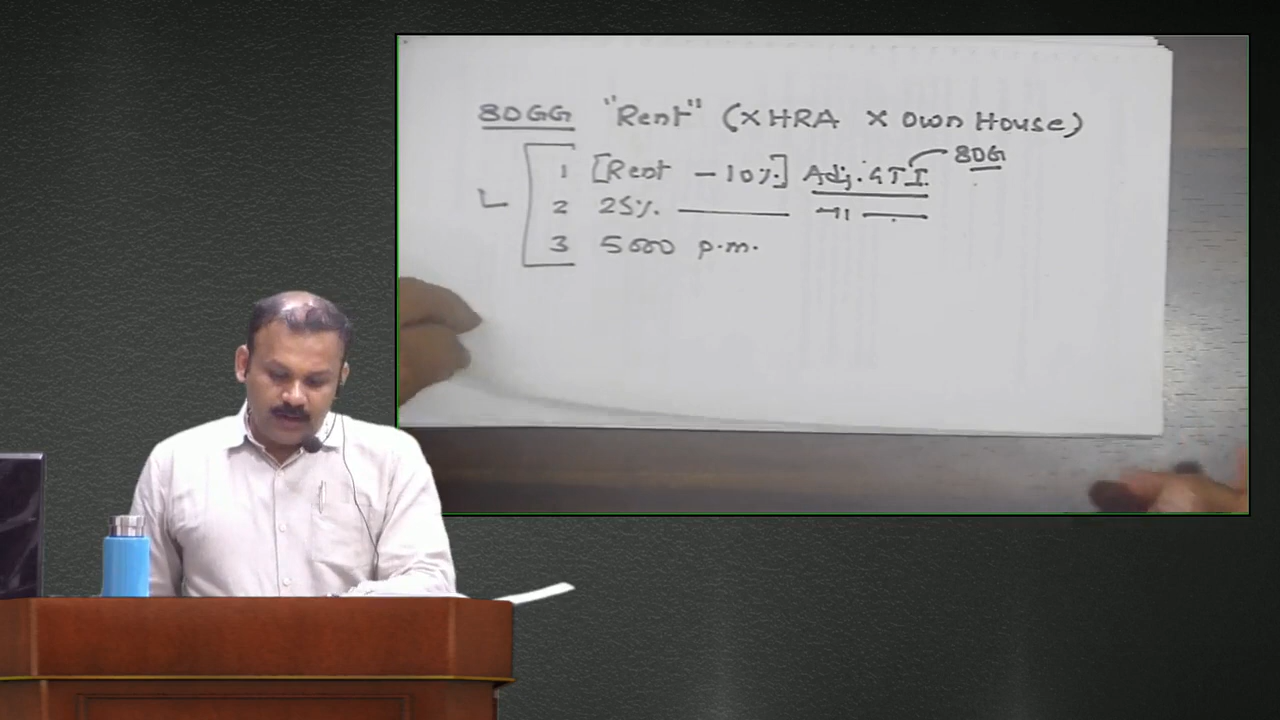 80GG "Rent" (× HRA × Own House)
1 [Rent - 10%] Adj. GTI 80G
2 25% —— 〃 ——
3 5000 p.m.